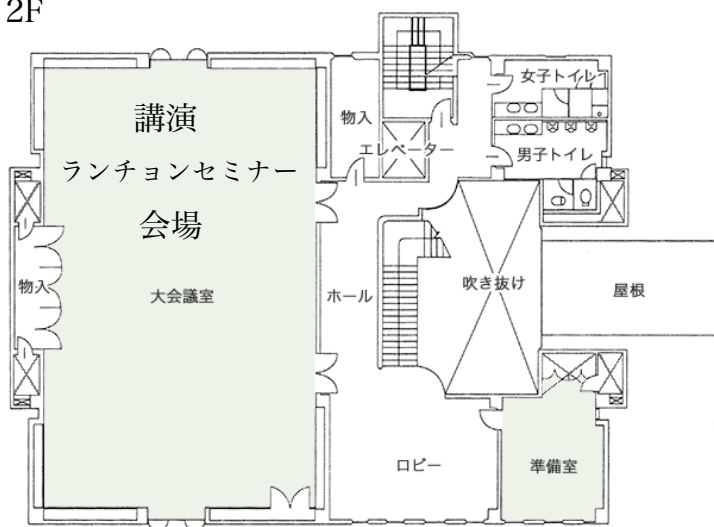 2F
講演
ランチョンセミナー
会場
物入
エレベーター
女子トイレ
男子トイレ
物入
大会議室
ホール
吹き抜け
屋根
ロビー
準備室